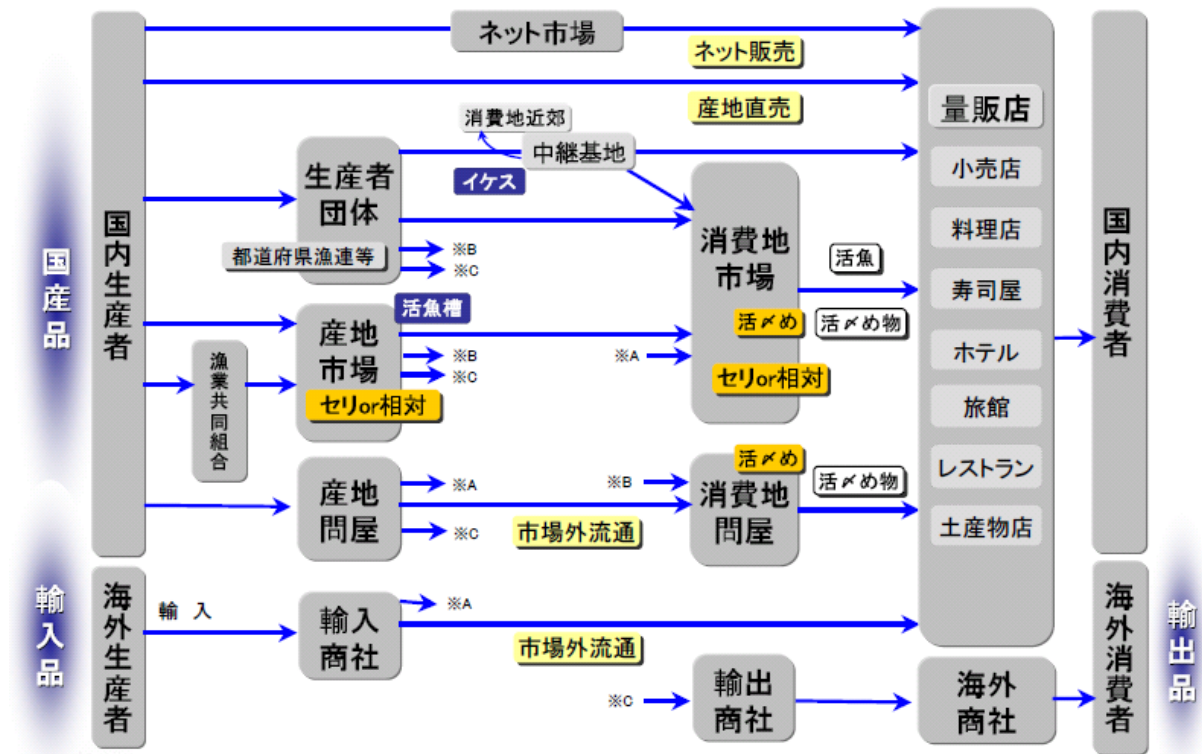 国産品
輸入品
国内生産者
海外生産者
ネット市場
ネット販売
産地直売
消費地近郊
中継基地
イケス
生産者
団体
都道府県漁連等
※B
※C
活魚槽
産地
市場
セリor相対
※B
※C
漁業共同組合
消費地
市場
活〆め
セリor相対
※A
活魚
活〆め物
産地
問屋
※A
※C
市場外流通
※B
活〆め
消費地
問屋
活〆め物
輸 入
輸入
商社
※A
市場外流通
※C
輸出
商社
海外
商社
量販店
小売店
料理店
寿司屋
ホテル
旅館
レストラン
土産物店
国内消費者
海外消費者
輸出品